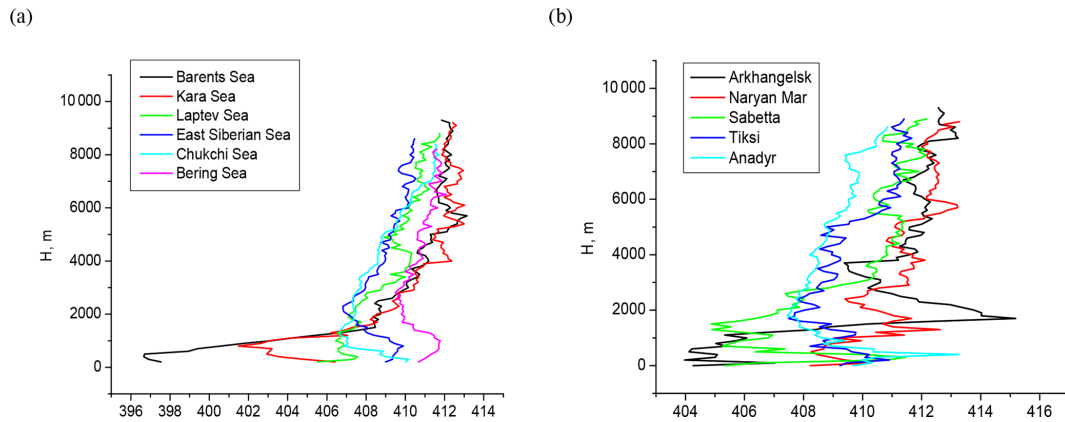 (a)
(b)
Barents Sea
Kara Sea
Laptev Sea
East Siberian Sea
Chukchi Sea
Bering Sea
10 000
8000
6000
4000
2000
0
H, m
396 398 400 402 404 406 408 410 412 414
Arkhangelsk
Naryan Mar
Sabetta
Tiksi
Anadyr
10 000
8000
6000
4000
2000
0
H, m
404 406 408 410 412 414 416